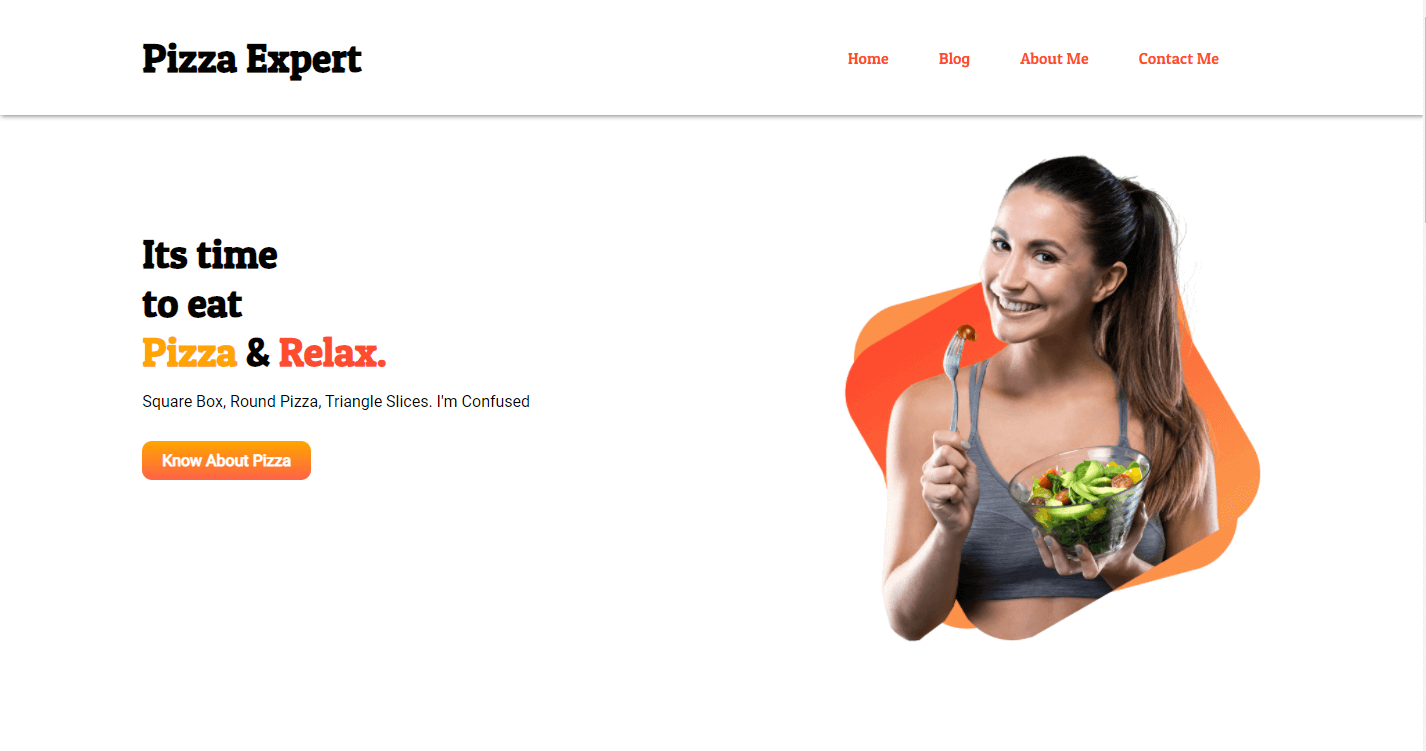 Pizza Expert
Home Blog About Me Contact Me
Its time
to eat
Pizza & Relax.
Square Box, Round Pizza, Triangle Slices. I'm Confused
Know About Pizza